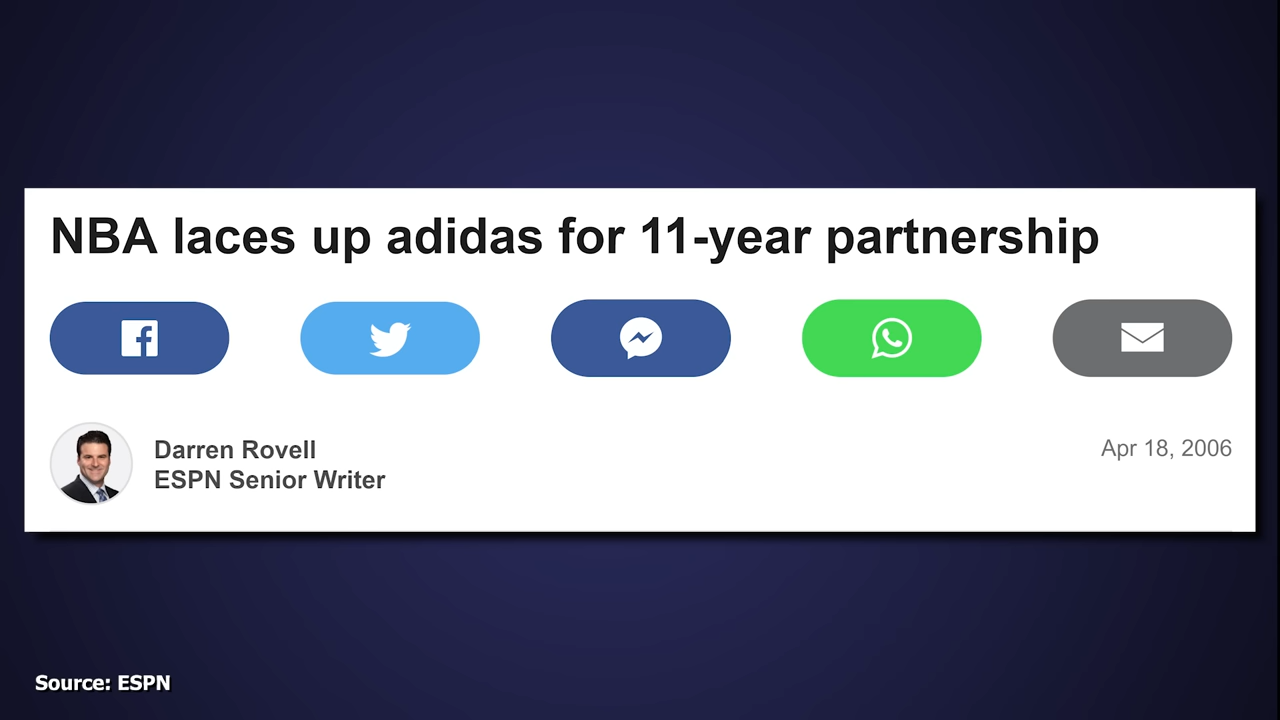 NBA laces up adidas for 11-year partnership
Darren Rovell
Apr 18, 2006
ESPN Senior Writer
Source: ESPN